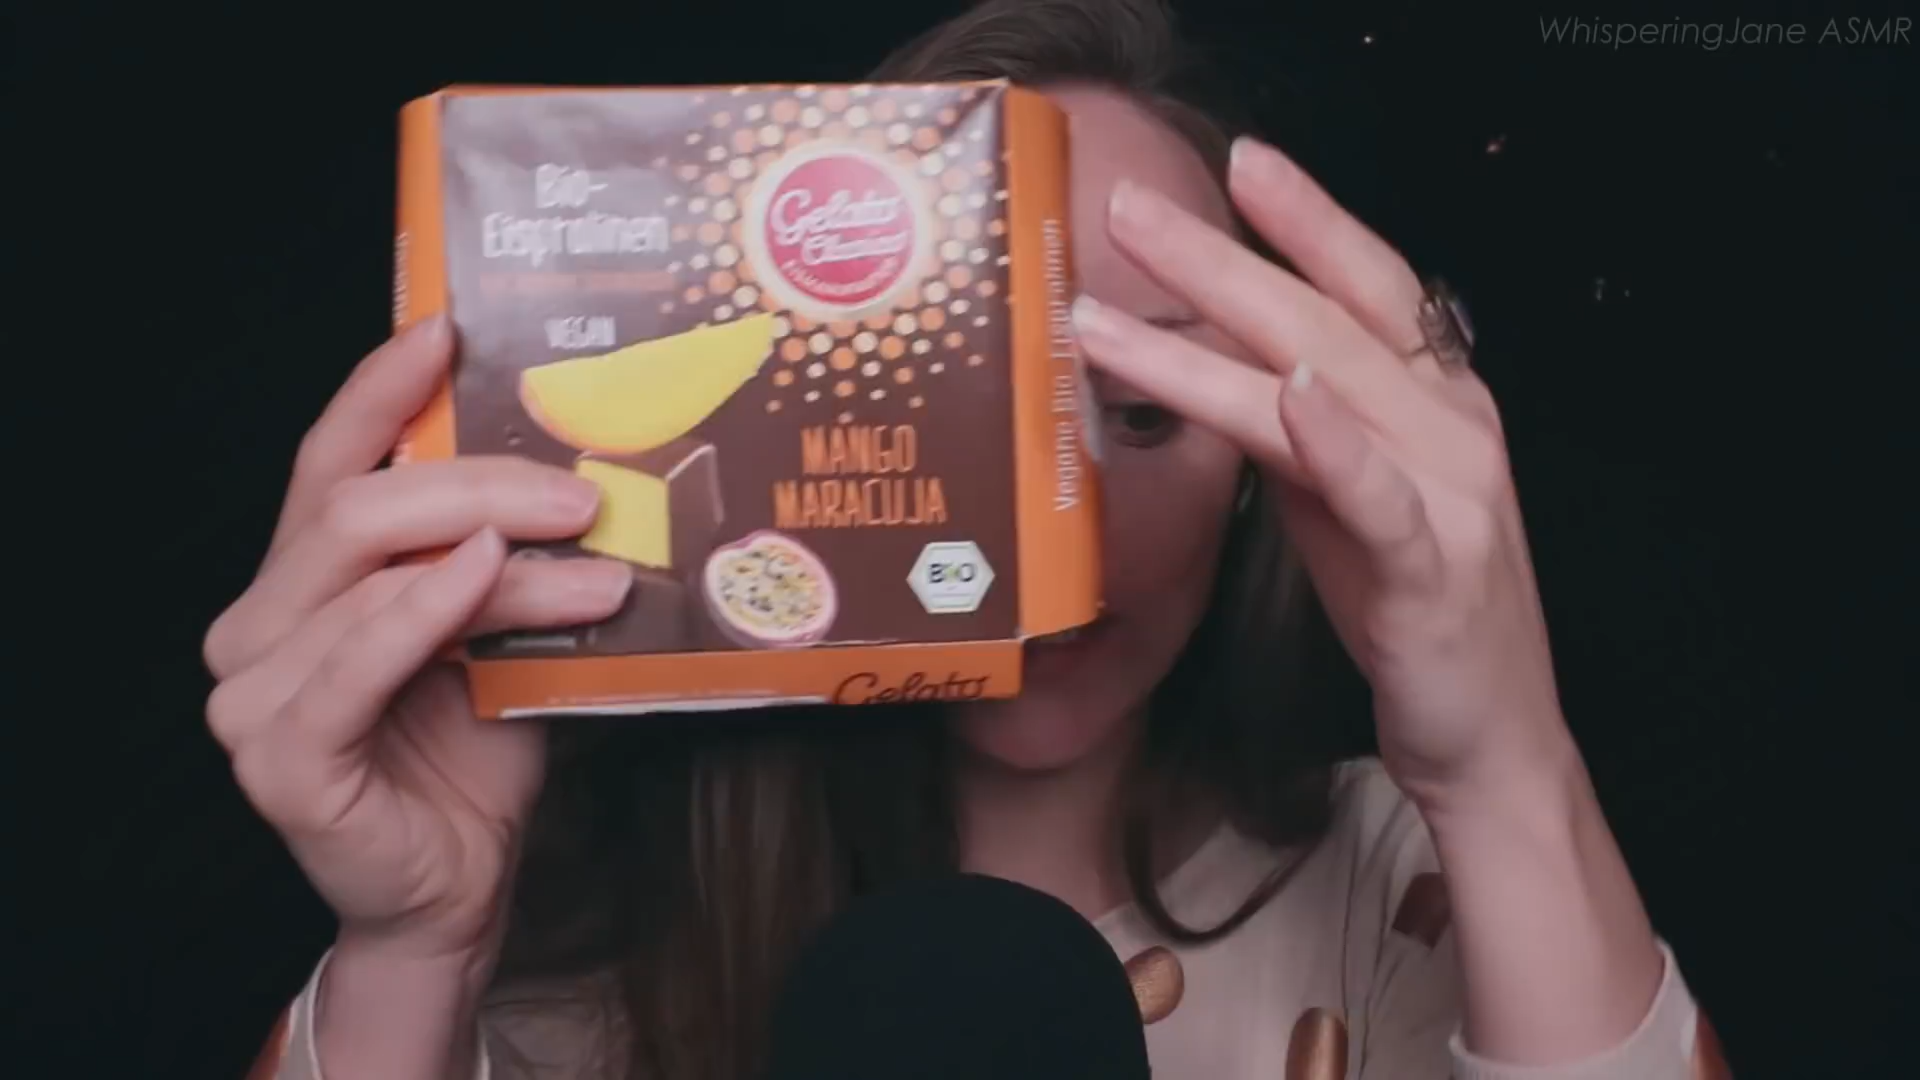 WhisperingJane ASMR
Bio-
Eispralinen
Gelato
Classico
VEGAN
MANGO
MARACUJA
BIO
Vegane Bio Eispralinen
Gelato